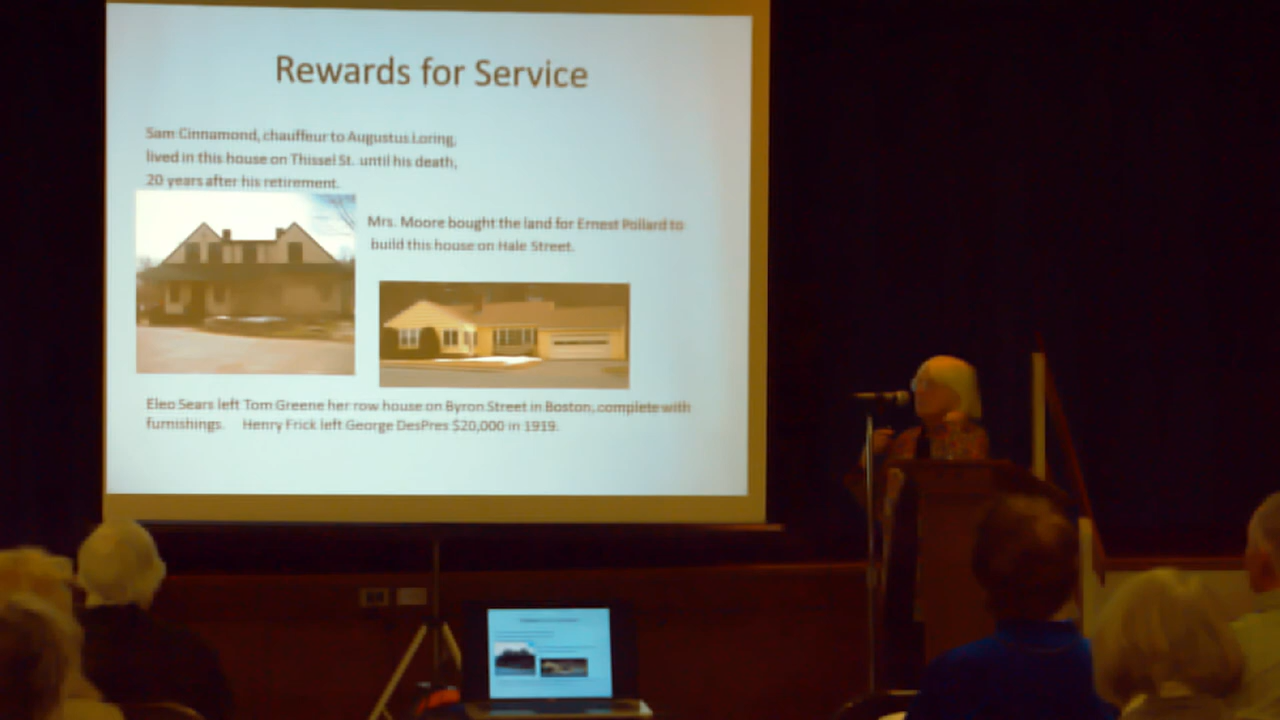 Rewards for Service
Sam Cinnamond, chauffeur to Augustus Loring,
lived in this house on Thissel St. until his death,
20 years after his retirement.
Mrs. Moore bought the land for Ernest Pollard to
build this house on Hale Street.
Eleo Sears left Tom Greene her row house on Byron Street in Boston, complete with
furnishings. Henry Frick left George DesPres $20,000 in 1919.